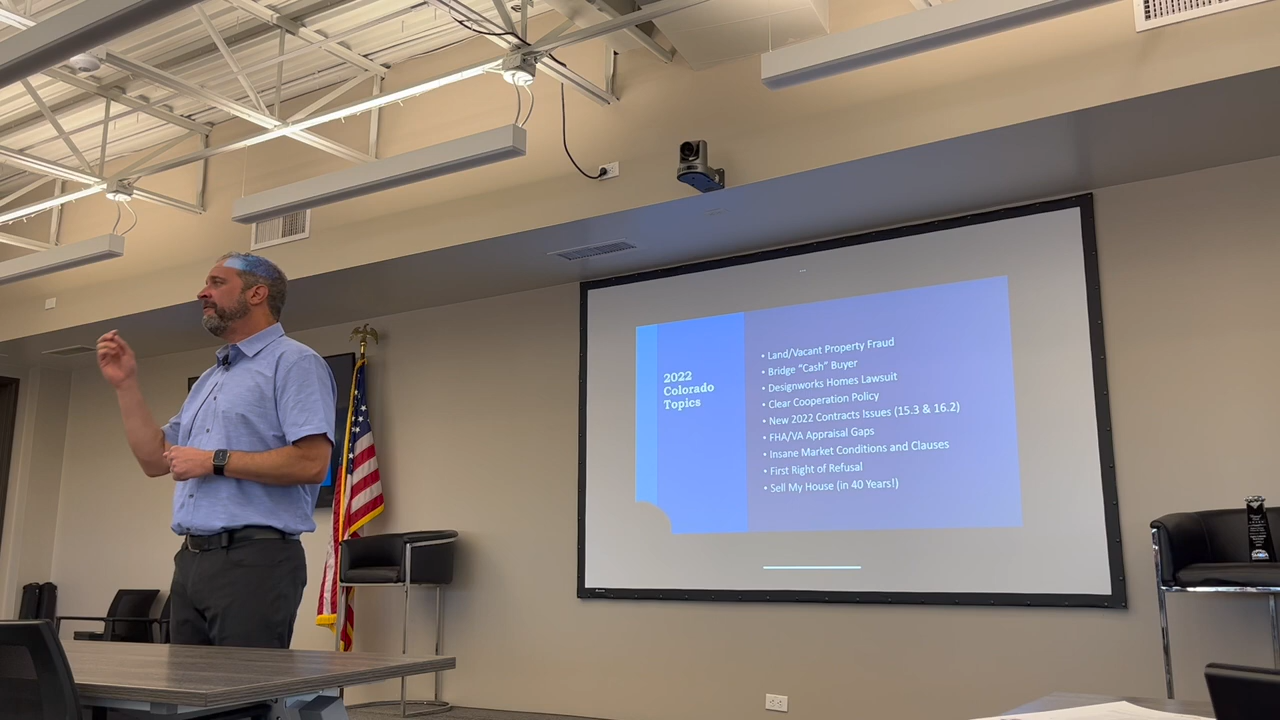 2022
Colorado
Topics
• Land/Vacant Property Fraud
• Bridge “Cash” Buyer
• Designworks Homes Lawsuit
• Clear Cooperation Policy
• New 2022 Contracts Issues (15.3 & 16.2)
• FHA/VA Appraisal Gaps
• Insane Market Conditions and Clauses
• First Right of Refusal
• Sell My House (in 40 Years!)